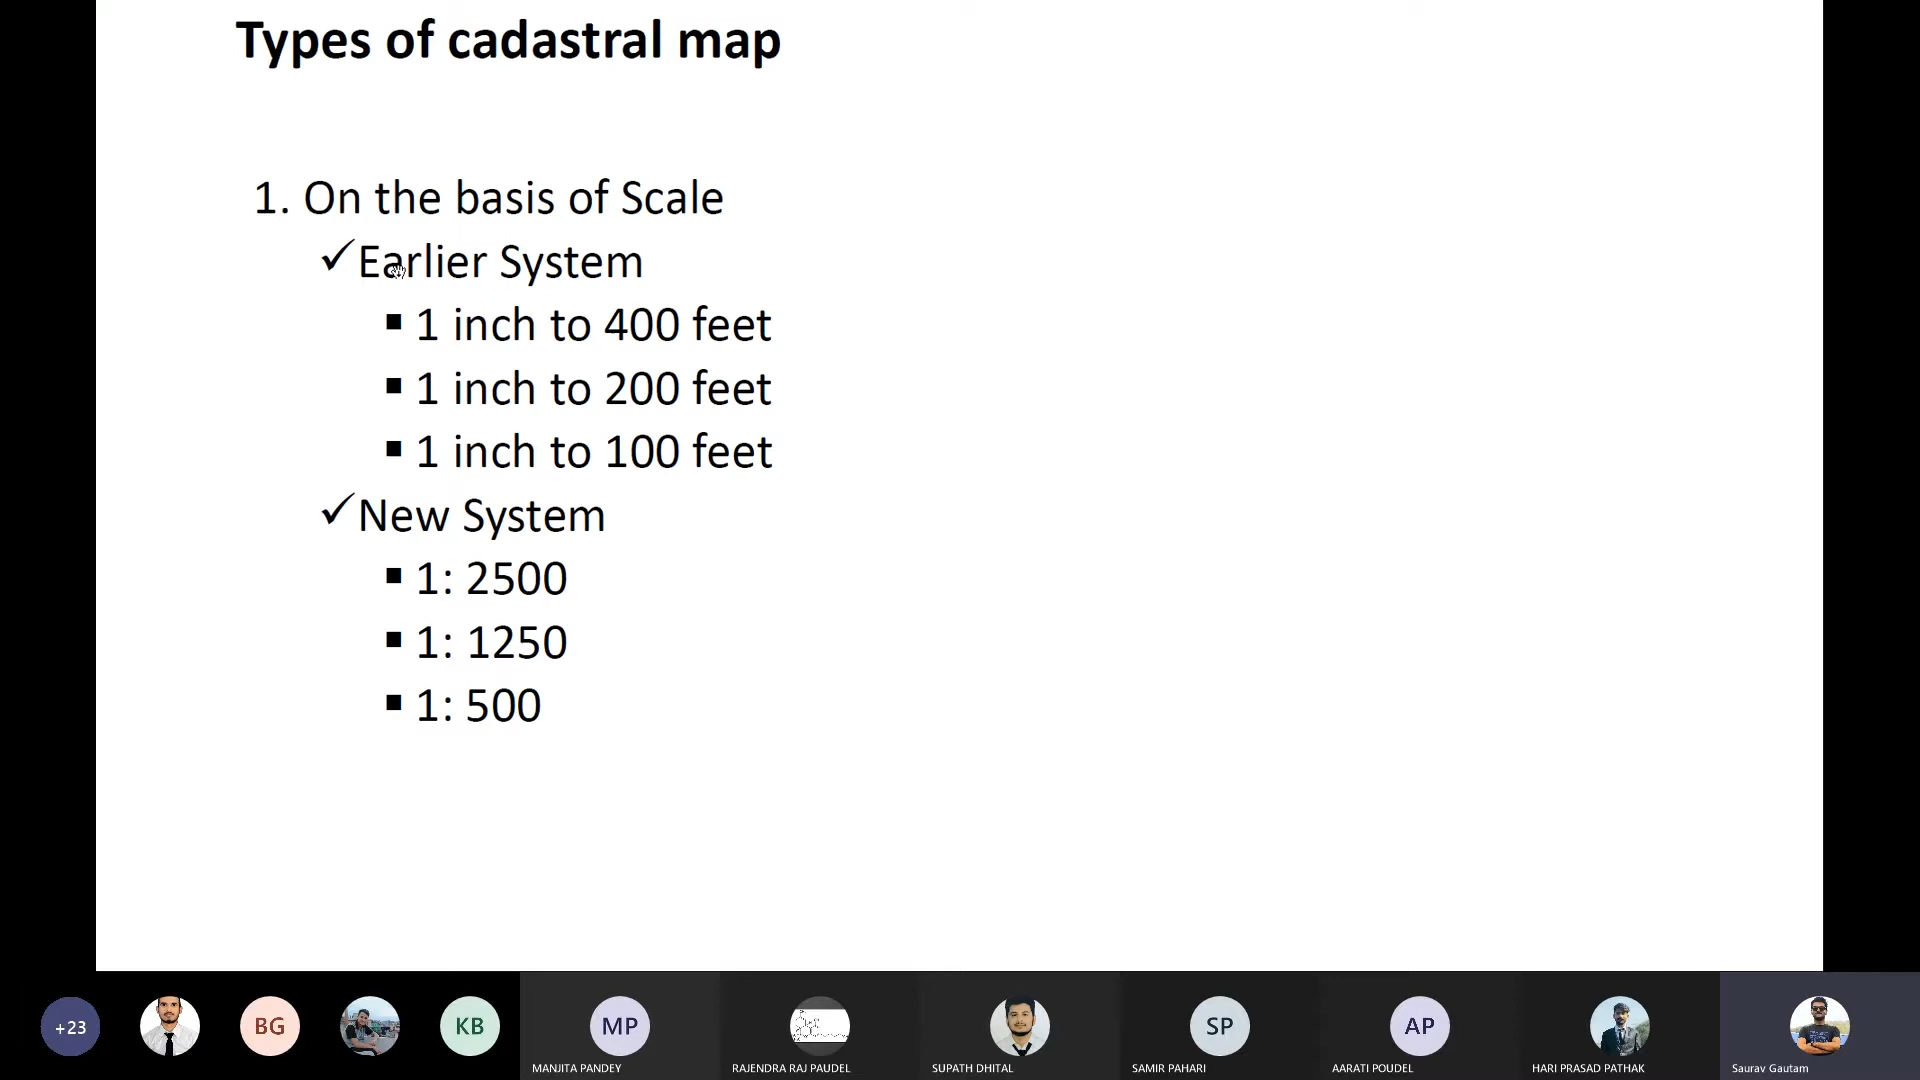 Types of cadastral map
1. On the basis of Scale
✓Earlier System
▪ 1 inch to 400 feet
▪ 1 inch to 200 feet
▪ 1 inch to 100 feet
✓New System
▪ 1: 2500
▪ 1: 1250
▪ 1: 500
+23 BG KB MP SP AP
MANJITA PANDEY RAJENDRA RAJ PAUDEL SUPATH DHITAL SAMIR PAHARI AARATI POUDEL HARI PRASAD PATHAK Saurav Gautam